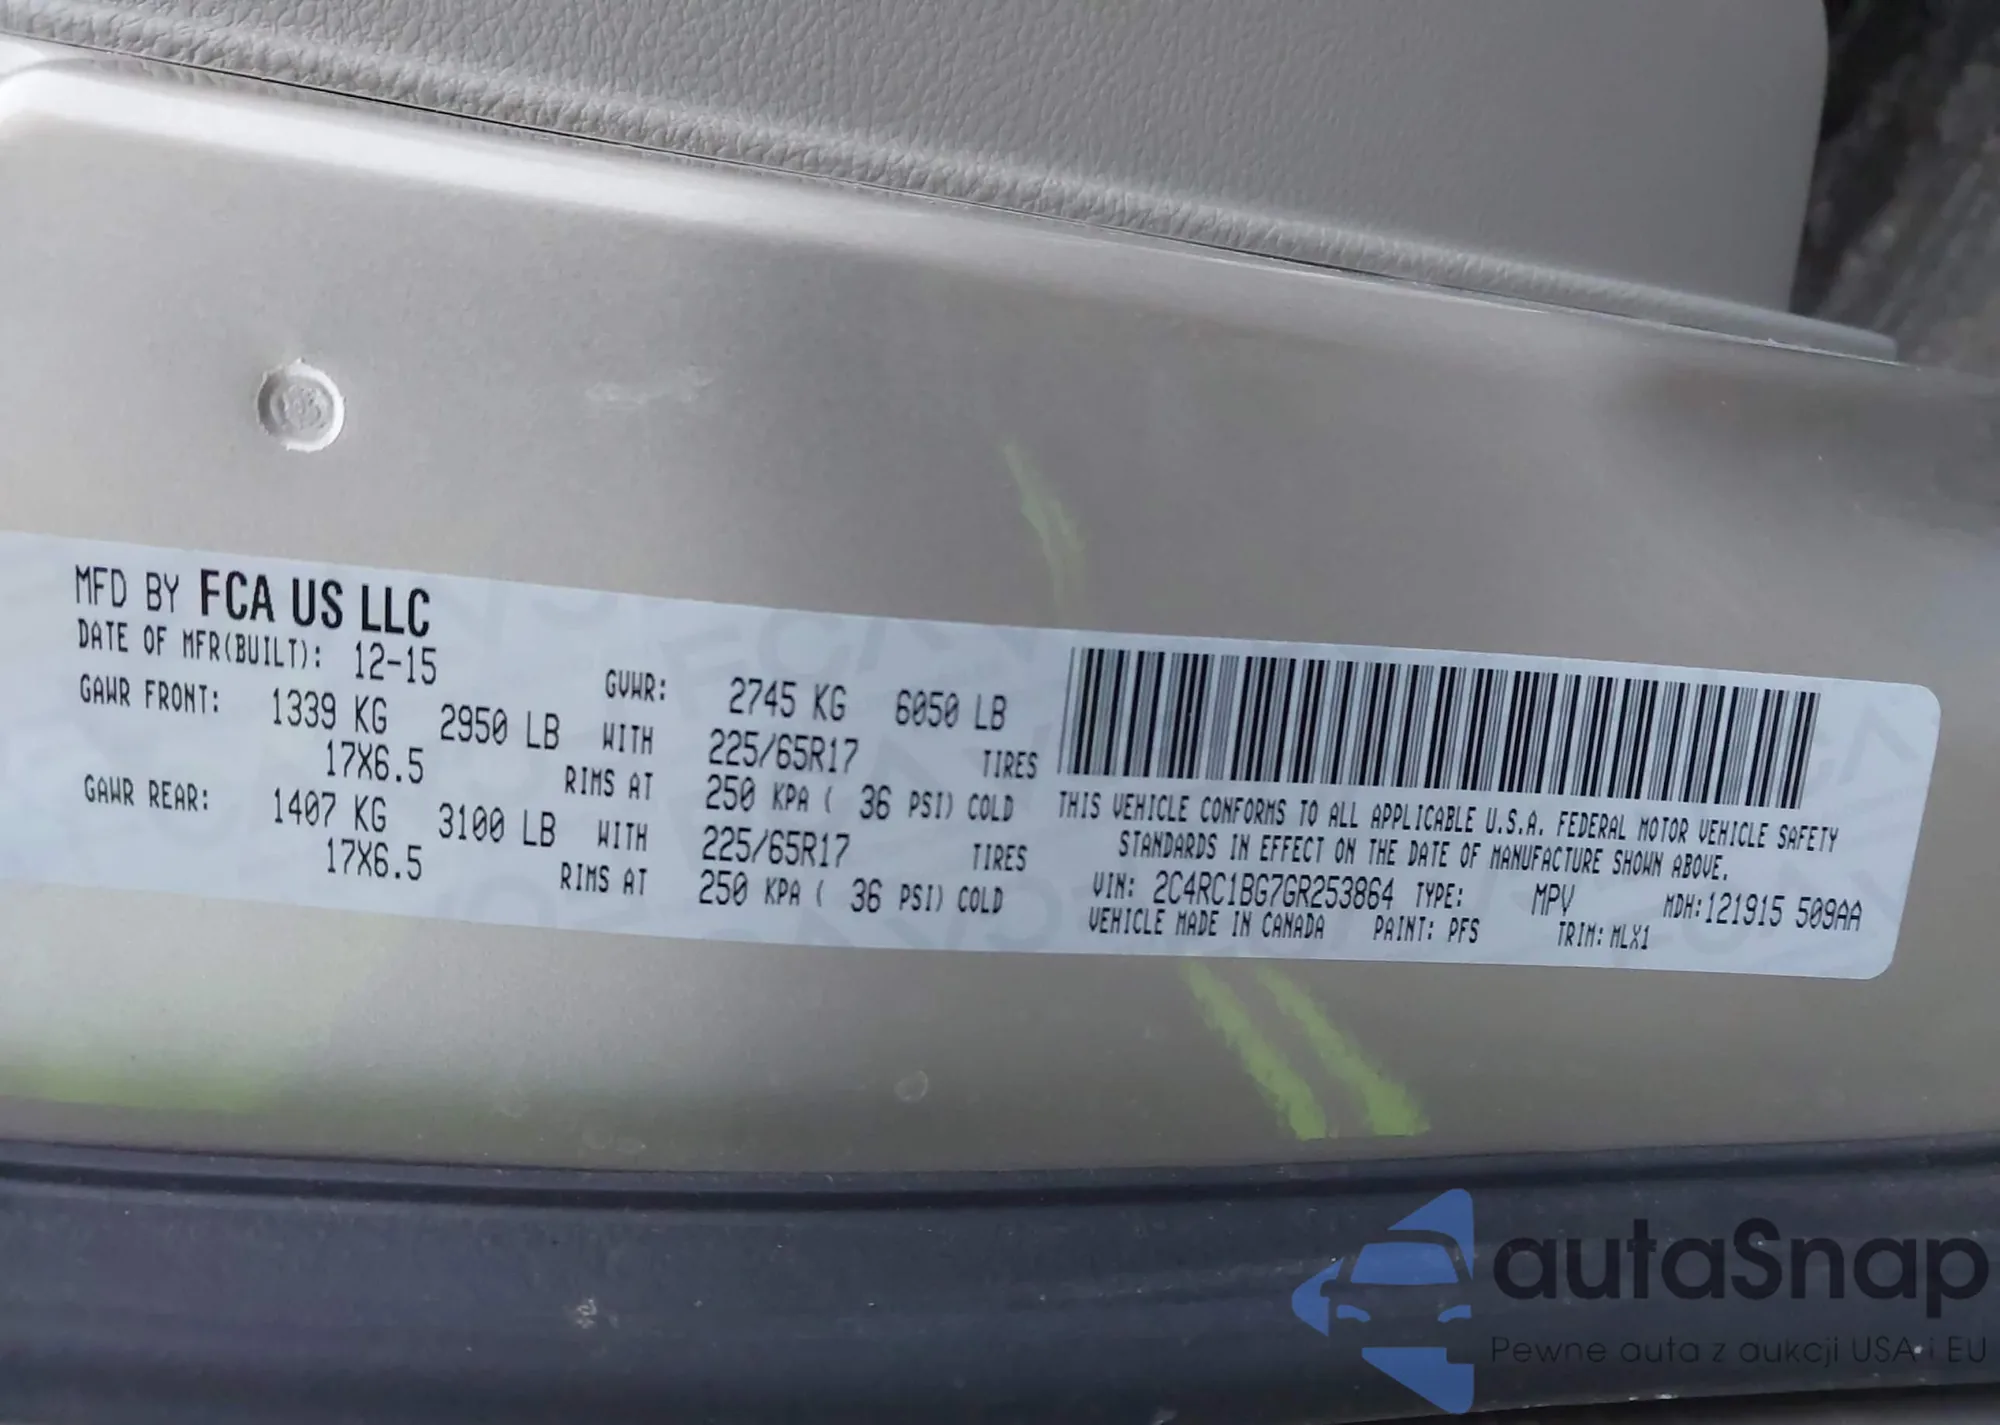 MFD BY FCA US LLC
DATE OF MFR(BUILT): 12-15
GVWR: 2745 KG 6050 LB
GAWR FRONT: 1339 KG 2950 LB WITH 225/65R17 TIRES
17X6.5 RIMS AT 250 KPA ( 36 PSI) COLD
GAWR REAR: 1407 KG 3100 LB WITH 225/65R17 TIRES
17X6.5 RIMS AT 250 KPA ( 36 PSI) COLD
THIS VEHICLE CONFORMS TO ALL APPLICABLE U.S.A. FEDERAL MOTOR VEHICLE SAFETY
STANDARDS IN EFFECT ON THE DATE OF MANUFACTURE SHOWN ABOVE.
VIN: 2C4RC1BG7GR253864 TYPE: MPV MDH:121915 509AA
VEHICLE MADE IN CANADA PAINT: PFS TRIM: MLX1
autaSnap
Pewne auta z aukcji USA i EU